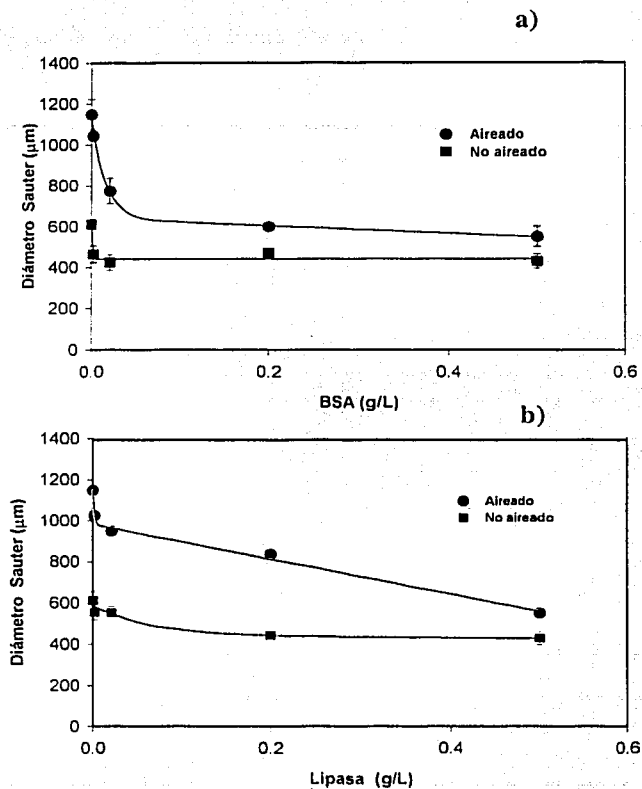 a)
1400
1200
1000
800
600
400
200
0
Diámetro Sauter (μm)
Aireado
No aireado
0.0 0.2 0.4 0.6
BSA (g/L)
b)
1400
1200
1000
800
600
400
200
0
Diámetro Sauter (μm)
Aireado
No aireado
0.0 0.2 0.4 0.6
Lipasa (g/L)